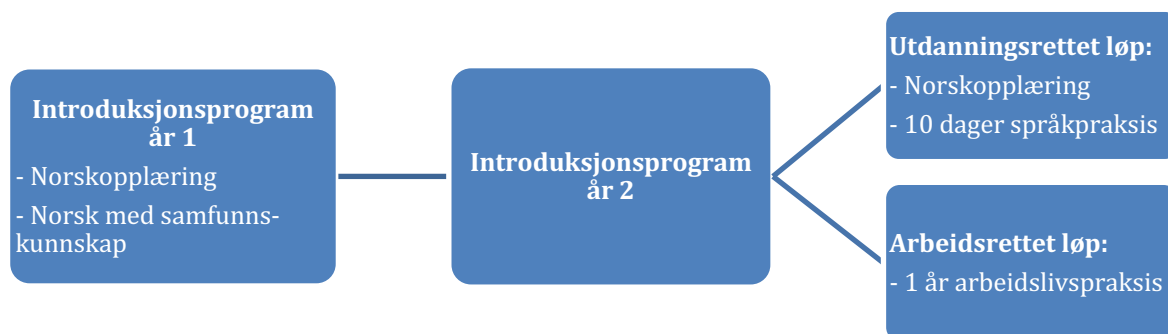 Introduksjonsprogram
år 1
- Norskopplæring
- Norsk med samfunns-
kunnskap
Introduksjonsprogram
år 2
Utdanningsrettet løp:
- Norskopplæring
- 10 dager språkpraksis
Arbeidsrettet løp:
- 1 år arbeidslivspraksis